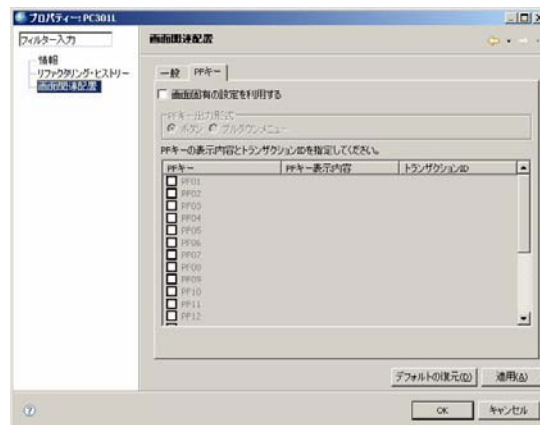 プロパティー: PC301L
フィルター入力
画面関連配置
情報
リファクタリング・ヒストリー
画面関連配置
一般 PFキー
画面固有の設定を利用する
PFキー出力形式
ボタン プルダウンメニュー
PFキーの表示内容とトランザクションIDを指定してください。
PFキー PFキー表示内容 トランザクションID
PF01
PF02
PF03
PF04
PF05
PF06
PF07
PF08
PF09
PF10
PF11
PF12
デフォルトの復元(D) 適用(A)
OK キャンセル